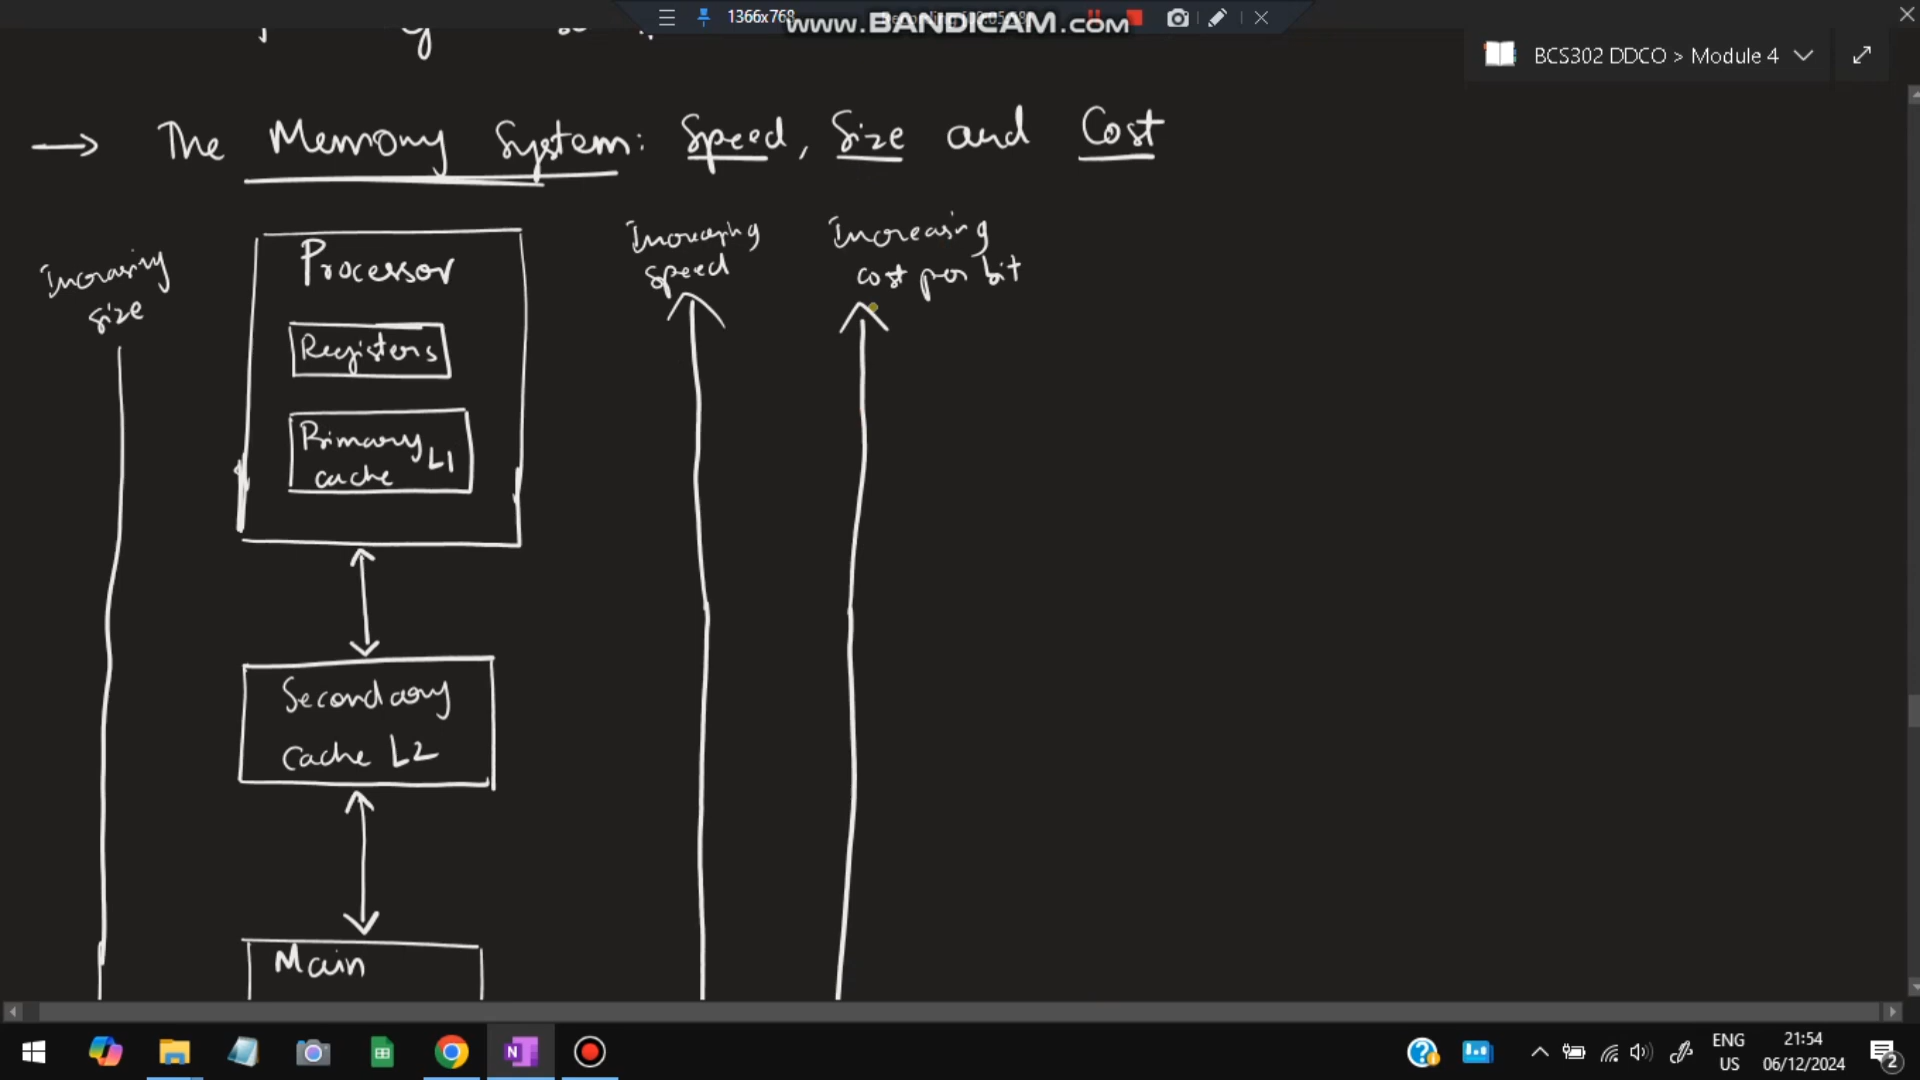 1366x768
www.BANDICAM.com
BCS302 DDCO > Module 4
→ The Memory System: Speed, Size and Cost
Increasing
size
Processor
Registers
Primary
cache L1
Increasing
speed
Increasing
cost per bit
Secondary
Cache L2
Main
ENG
US
21:54
06/12/2024
2